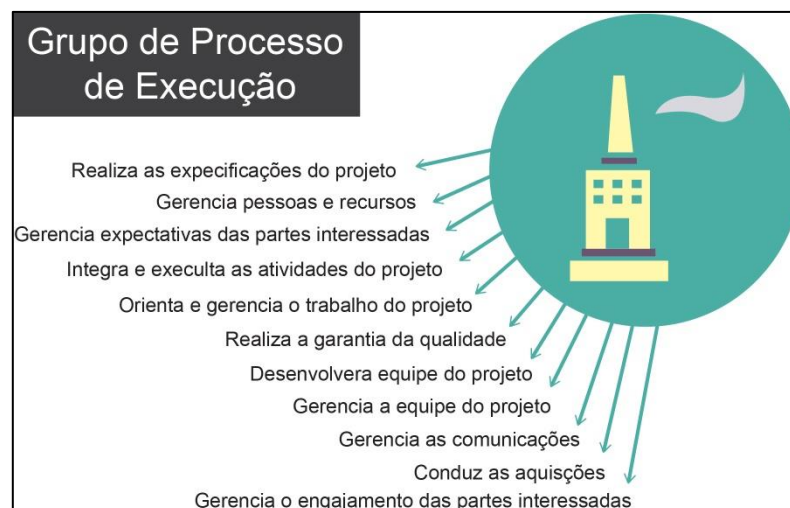 Grupo de Processo
de Execução
Realiza as expecificações do projeto
Gerencia pessoas e recursos
Gerencia expectativas das partes interessadas
Integra e execulta as atividades do projeto
Orienta e gerencia o trabalho do projeto
Realiza a garantia da qualidade
Desenvolvera equipe do projeto
Gerencia a equipe do projeto
Gerencia as comunicações
Conduz as aquisções
Gerencia o engajamento das partes interessadas